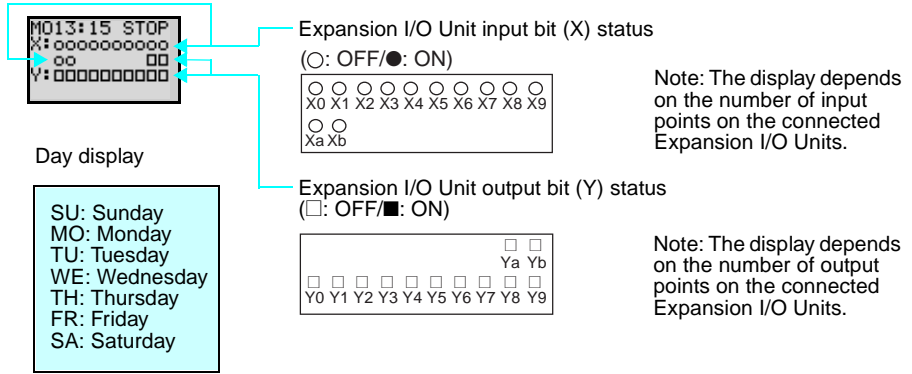 MO13:15 STOP
X:○○○○○○○○○○
○○ □□
Y:□□□□□□□□□□
Expansion I/O Unit input bit (X) status
(○: OFF/●: ON)
X0 X1 X2 X3 X4 X5 X6 X7 X8 X9
Xa Xb
Note: The display depends
on the number of input
points on the connected
Expansion I/O Units.
Day display
SU: Sunday
MO: Monday
TU: Tuesday
WE: Wednesday
TH: Thursday
FR: Friday
SA: Saturday
Expansion I/O Unit output bit (Y) status
(□: OFF/■: ON)
Ya Yb
Y0 Y1 Y2 Y3 Y4 Y5 Y6 Y7 Y8 Y9
Note: The display depends
on the number of output
points on the connected
Expansion I/O Units.